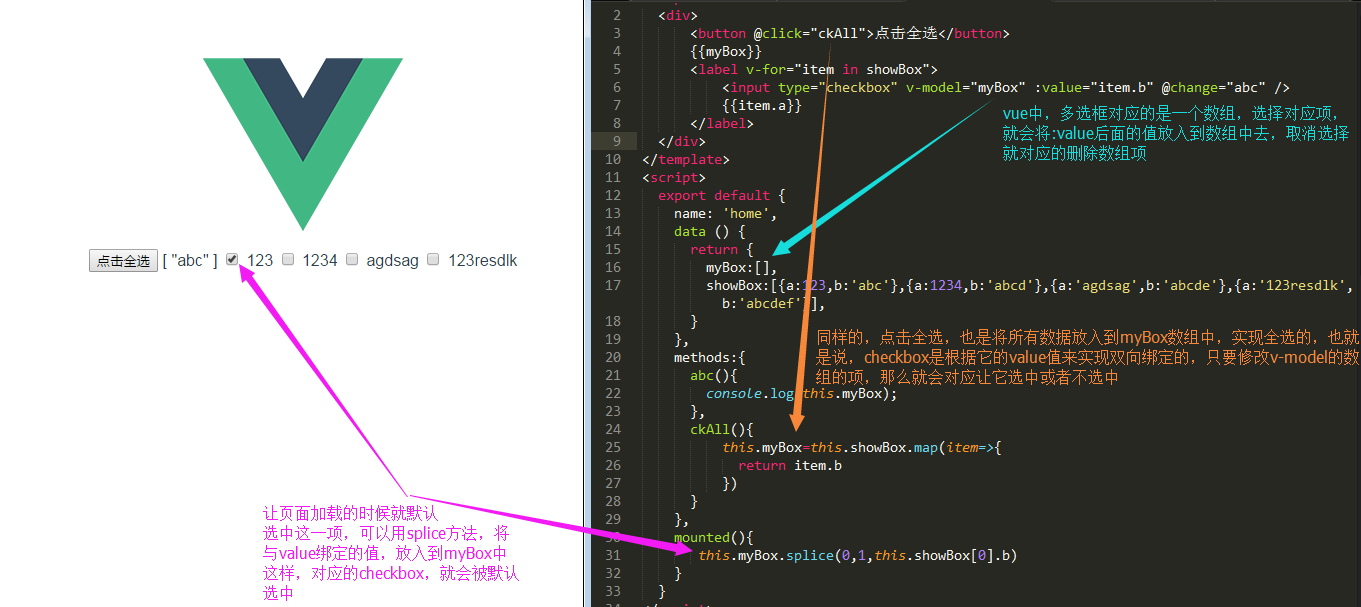 点击全选 [ "abc" ] 123 1234 agdsag 123resdlk
让页面加载的时候就默认
选中这一项，可以用splice方法，将
与value绑定的值，放入到myBox中
这样，对应的checkbox，就会被默认
选中
2 <div>
3 <button @click="ckAll">点击全选</button>
4 {{myBox}}
5 <label v-for="item in showBox">
6 <input type="checkbox" v-model="myBox" :value="item.b" @change="abc" />
7 {{item.a}}
8 </label>
9 </div>
10 </template>
11 <script>
12 export default {
13 name: 'home',
14 data () {
15 return {
16 myBox:[],
17 showBox:[{a:123,b:'abc'},{a:1234,b:'abcd'},{a:'agdsag',b:'abcde'},{a:'123resdlk',
b:'abcdef'}],
18 }
19 },
20 methods:{
21 abc(){
22 console.log(this.myBox);
23 },
24 ckAll(){
25 this.myBox=this.showBox.map(item=>{
26 return item.b
27 })
28 }
29 },
30 mounted(){
31 this.myBox.splice(0,1,this.showBox[0].b)
32 }
33 }
vue中，多选框对应的是一个数组，选择对应项，
就会将:value后面的值放入到数组中去，取消选择
就对应的删除数组项
同样的，点击全选，也是将所有数据放入到myBox数组中，实现全选的，也就
是说，checkbox是根据它的value值来实现双向绑定的，只要修改v-model的数
组的项，那么就会对应让它选中或者不选中